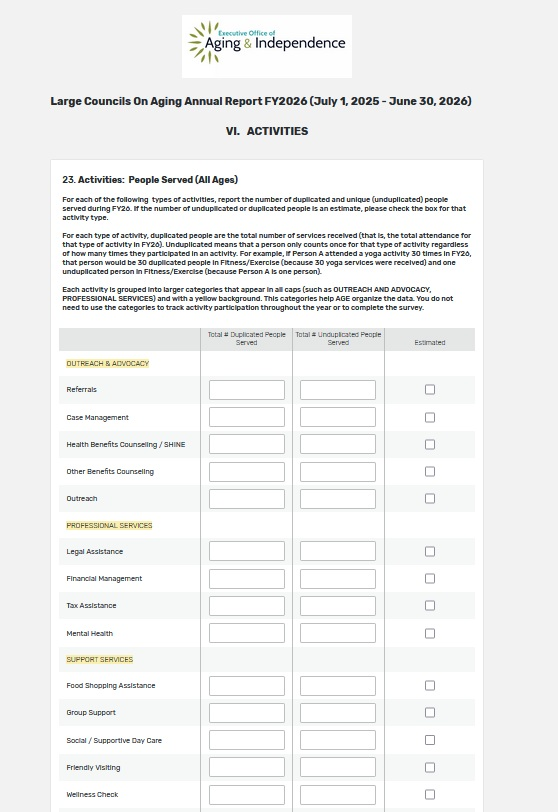 Executive Office of
Aging & Independence
Large Councils On Aging Annual Report FY2026 (July 1, 2025 - June 30, 2026)
VI. ACTIVITIES
23. Activities: People Served (All Ages)
For each of the following types of activities, report the number of duplicated and unique (unduplicated) people
served during FY26. If the number of unduplicated or duplicated people is an estimate, please check the box for that
activity type.
For each type of activity, duplicated people are the total number of services received (that is, the total attendance for
that type of activity in FY26). Unduplicated means that a person only counts once for that type of activity regardless
of how many times they participated in an activity. For example, if Person A attended a yoga activity 30 times in FY26,
that person would be 30 duplicated people in Fitness/Exercise (because 30 yoga services were received) and one
unduplicated person in Fitness/Exercise (because Person A is one person).
Each activity is grouped into larger categories that appear in all caps (such as OUTREACH AND ADVOCACY,
PROFESSIONAL SERVICES) and with a yellow background. This categories help AGE organize the data. You do not
need to use the categories to track activity participation throughout the year or to complete the survey.
Total # Duplicated People Served
Total # Unduplicated People Served
Estimated
OUTREACH & ADVOCACY
Referrals
Case Management
Health Benefits Counseling / SHINE
Other Benefits Counseling
Outreach
PROFESSIONAL SERVICES
Legal Assistance
Financial Management
Tax Assistance
Mental Health
SUPPORT SERVICES
Food Shopping Assistance
Group Support
Social / Supportive Day Care
Friendly Visiting
Wellness Check